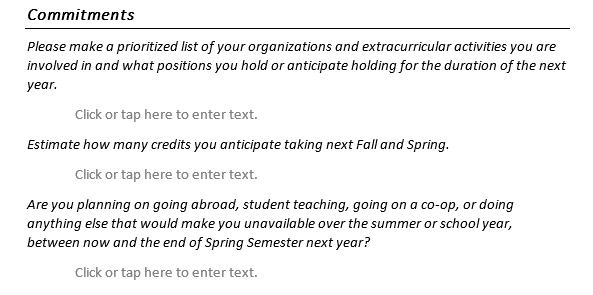 Commitments
Please make a prioritized list of your organizations and extracurricular activities you are
involved in and what positions you hold or anticipate holding for the duration of the next
year.
Click or tap here to enter text.
Estimate how many credits you anticipate taking next Fall and Spring.
Click or tap here to enter text.
Are you planning on going abroad, student teaching, going on a co-op, or doing
anything else that would make you unavailable over the summer or school year,
between now and the end of Spring Semester next year?
Click or tap here to enter text.